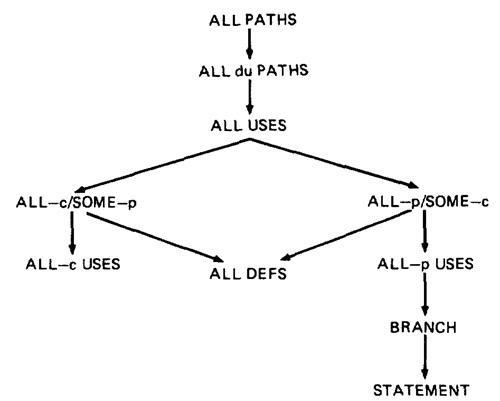 ALL PATHS
ALL du PATHS
ALL USES
ALL–c/SOME–p
ALL–p/SOME–c
ALL–c USES
ALL DEFS
ALL–p USES
BRANCH
STATEMENT